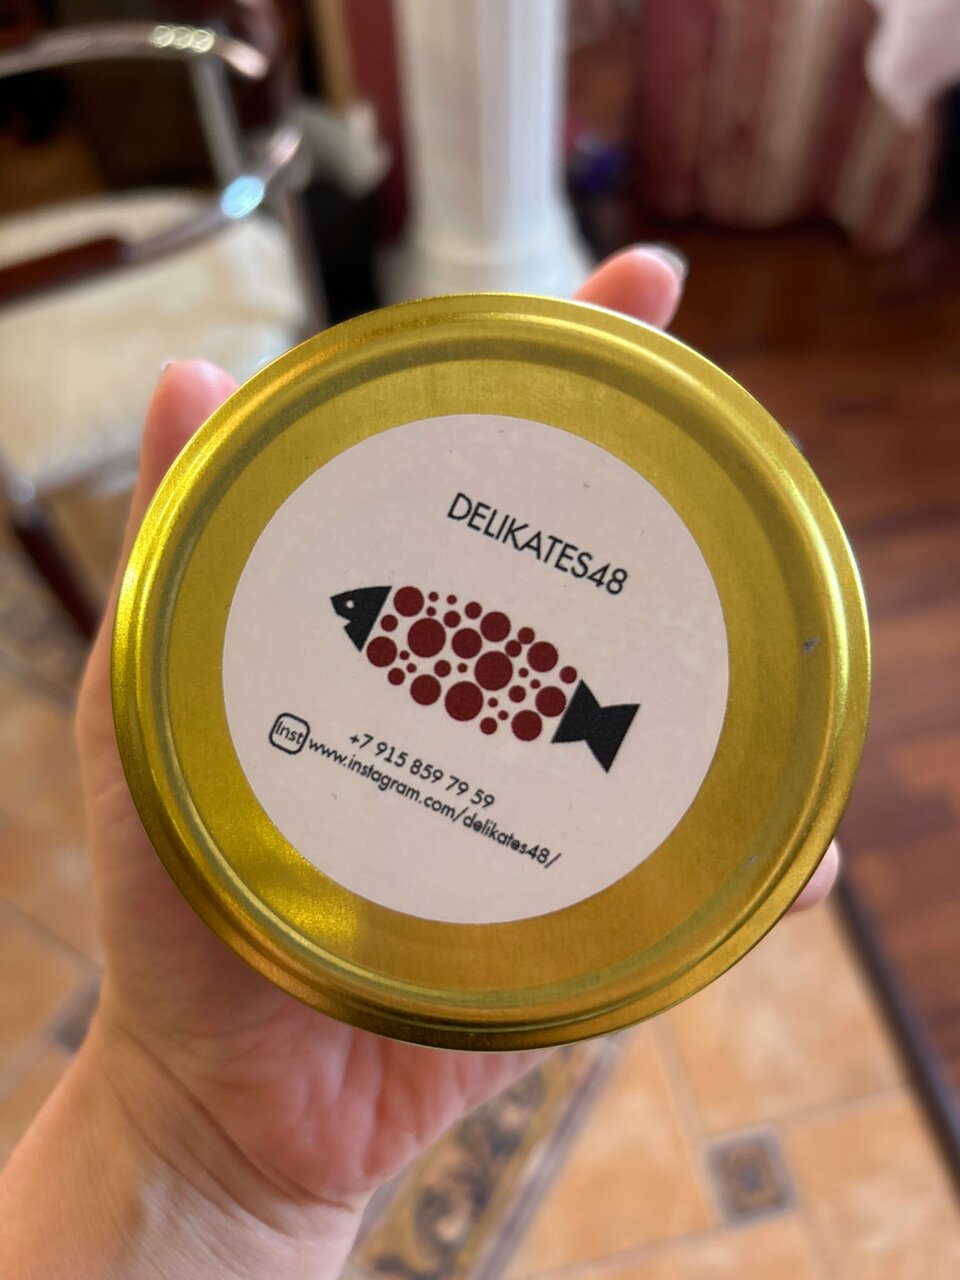 DELIKATES48
+7 915 859 79 59
Inst www.instagram.com/delikates48/